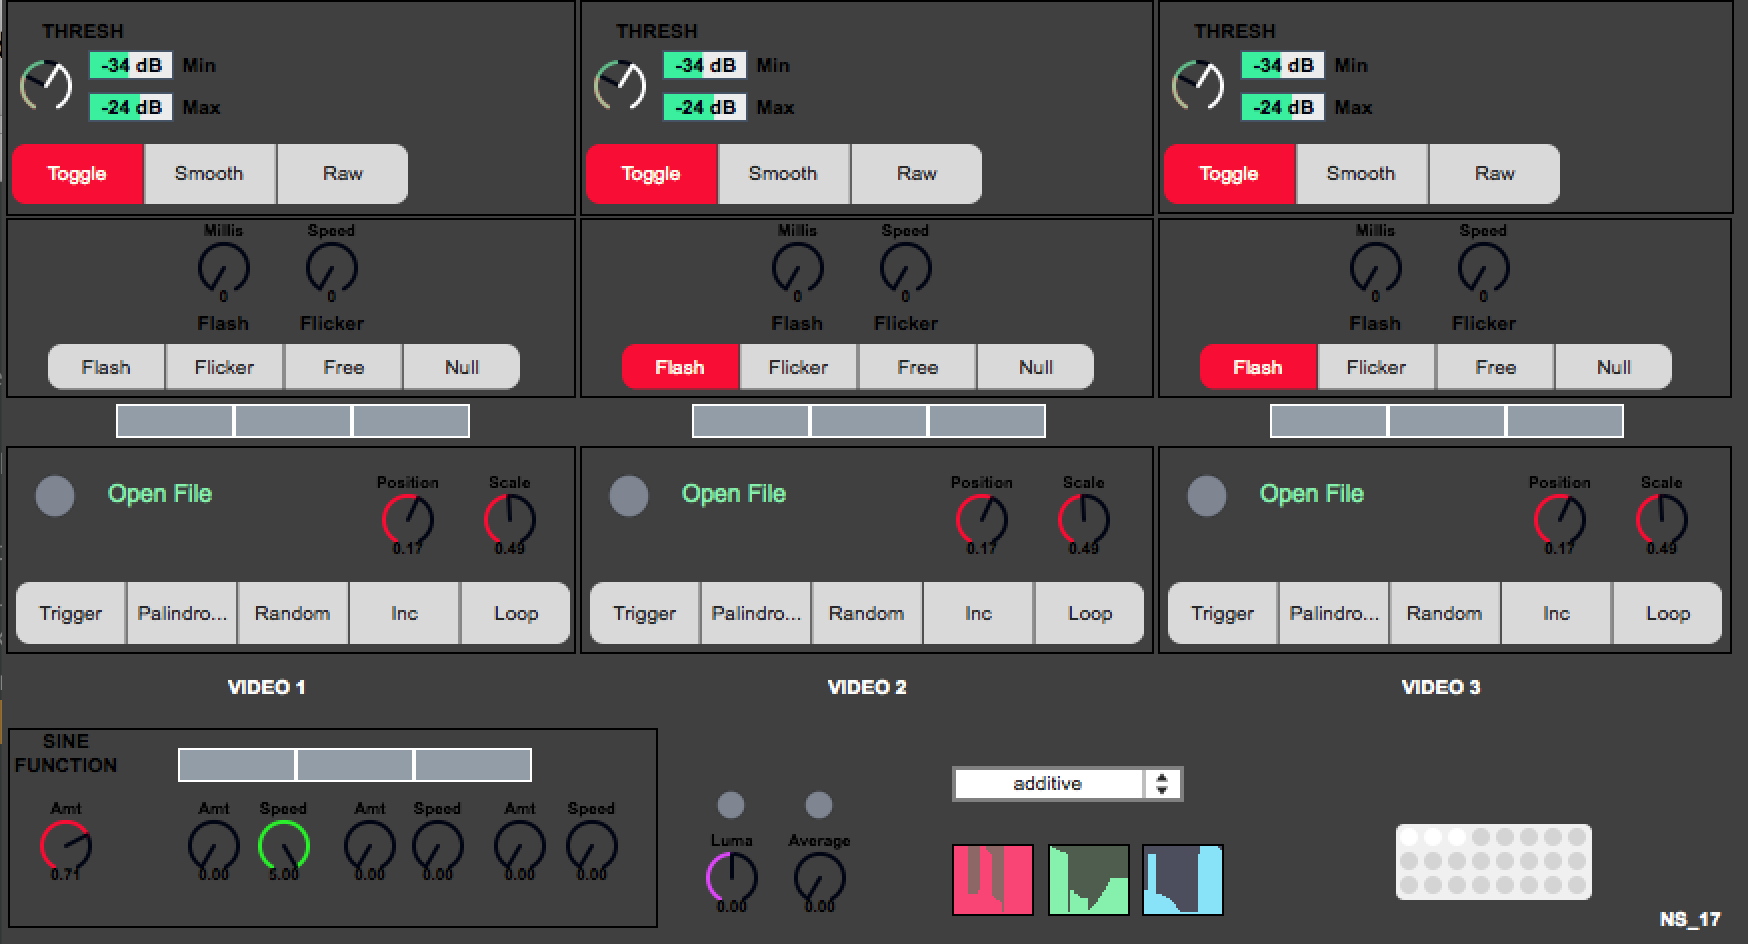 THRESH THRESH THRESH
-34 dB Min -34 dB Min -34 dB Min
-24 dB Max -24 dB Max -24 dB Max
Toggle Smooth Raw Toggle Smooth Raw Toggle Smooth Raw
Millis Speed Millis Speed Millis Speed
0 0 0 0 0 0
Flash Flicker Flash Flicker Flash Flicker
Flash Flicker Free Null Flash Flicker Free Null Flash Flicker Free Null
Position Scale Position Scale Position Scale
Open File Open File Open File
0.17 0.49 0.17 0.49 0.17 0.49
Trigger Palindro... Random Inc Loop Trigger Palindro... Random Inc Loop Trigger Palindro... Random Inc Loop
VIDEO 1 VIDEO 2 VIDEO 3
SINE
FUNCTION
additive
Amt Amt Speed Amt Speed Amt Speed
Luma Average
0.71 0.00 5.00 0.00 0.00 0.00 0.00
0.00 0.00
NS_17